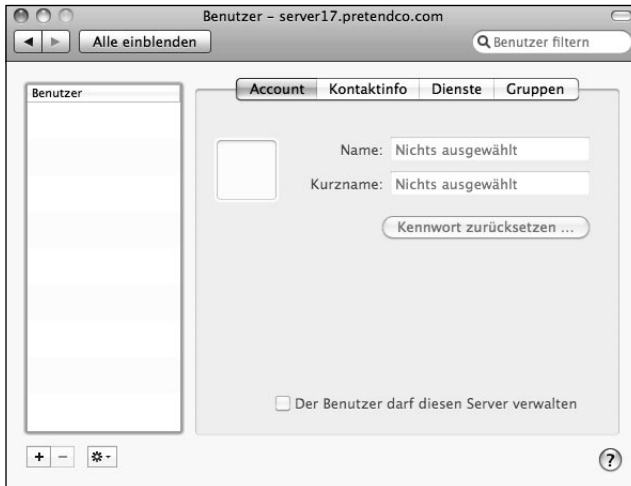 Benutzer – server17.pretendco.com
Alle einblenden
Benutzer filtern
Benutzer
Account Kontaktinfo Dienste Gruppen
Name: Nichts ausgewählt
Kurzname: Nichts ausgewählt
Kennwort zurücksetzen ...
Der Benutzer darf diesen Server verwalten
+ − ?